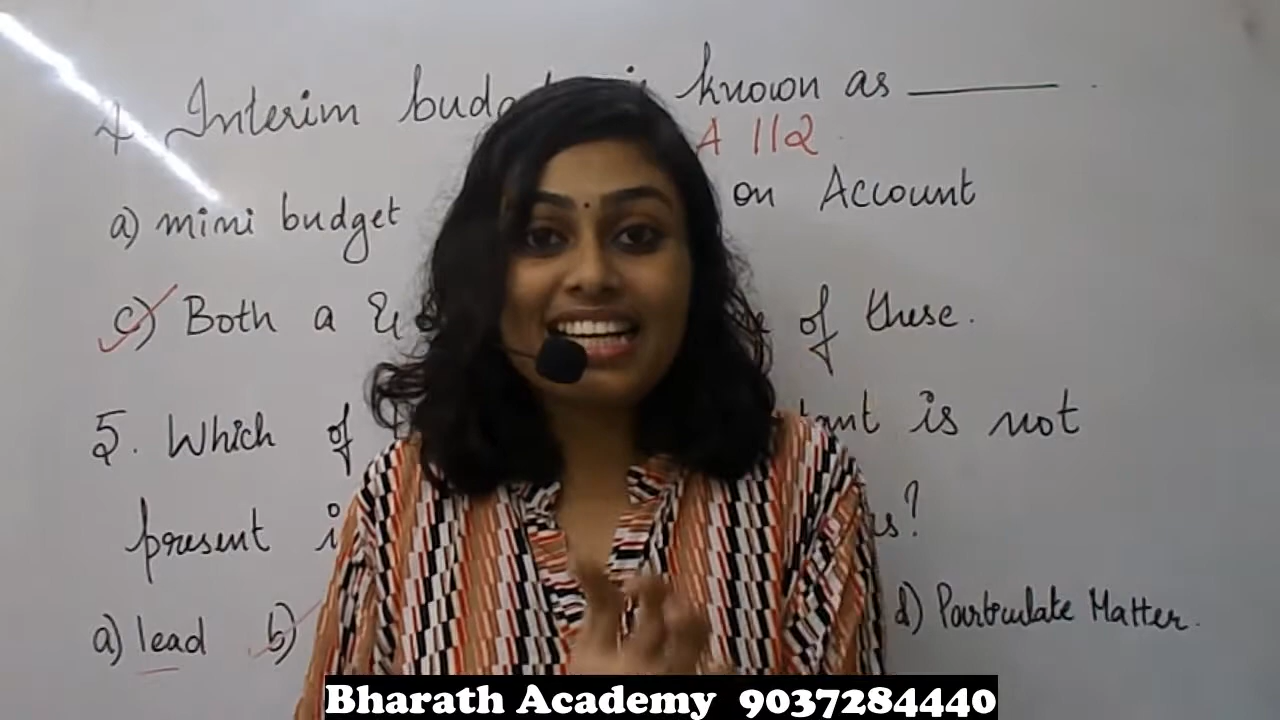 4 Interim budg is known as ______ .
A 112
a) mini budget on Account
c) Both a & of these.
5. Which of is not
present ?
a) lead b) d) Particulate Matter.
Bharath Academy 9037284440